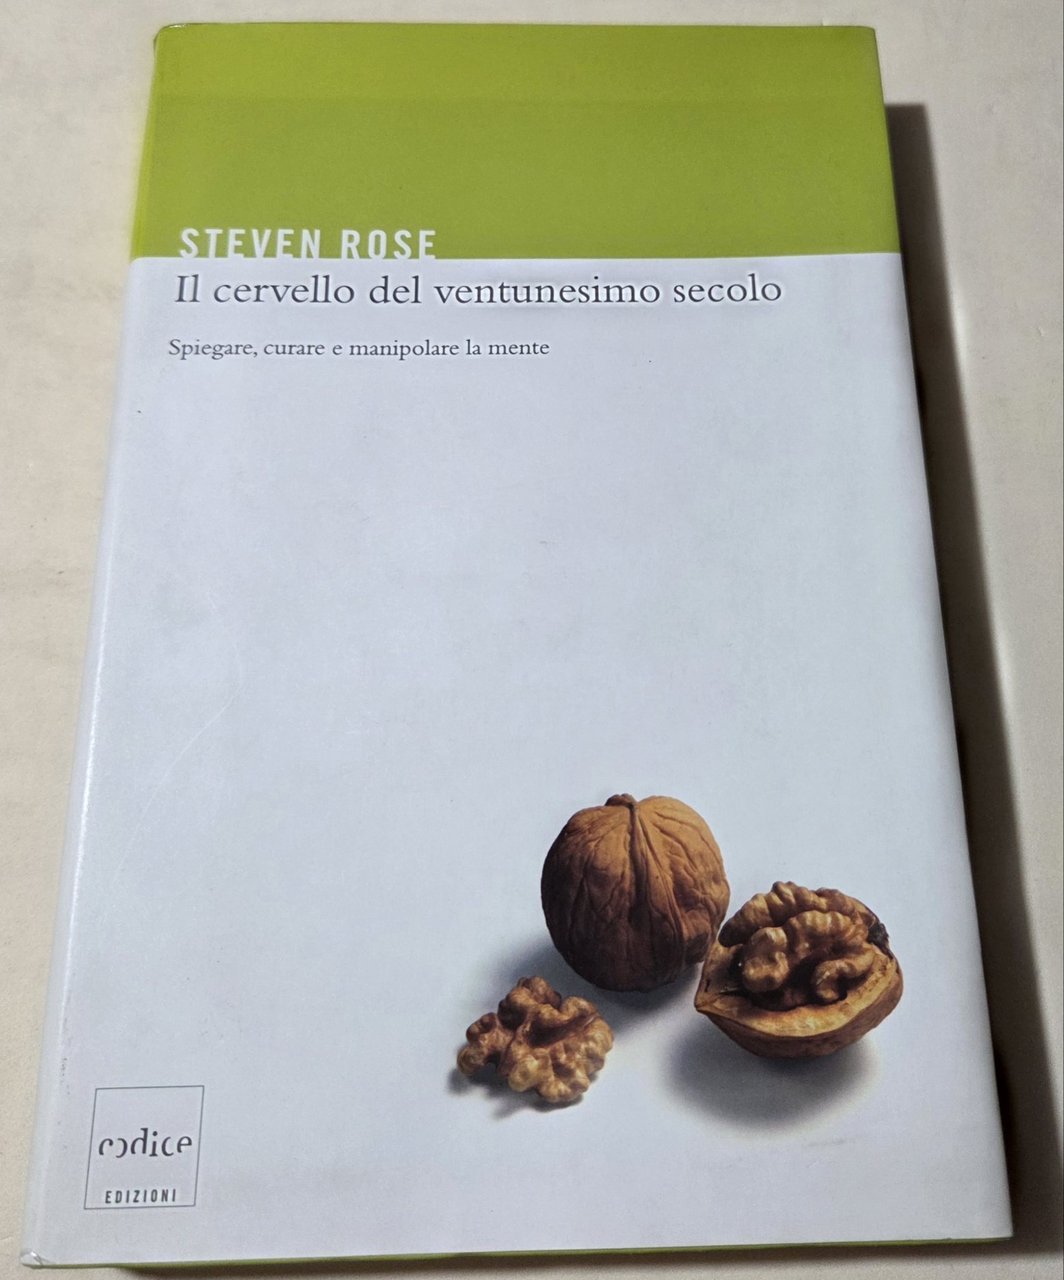 STEVEN ROSE
Il cervello del ventunesimo secolo
Spiegare, curare e manipolare la mente
codice
EDIZIONI